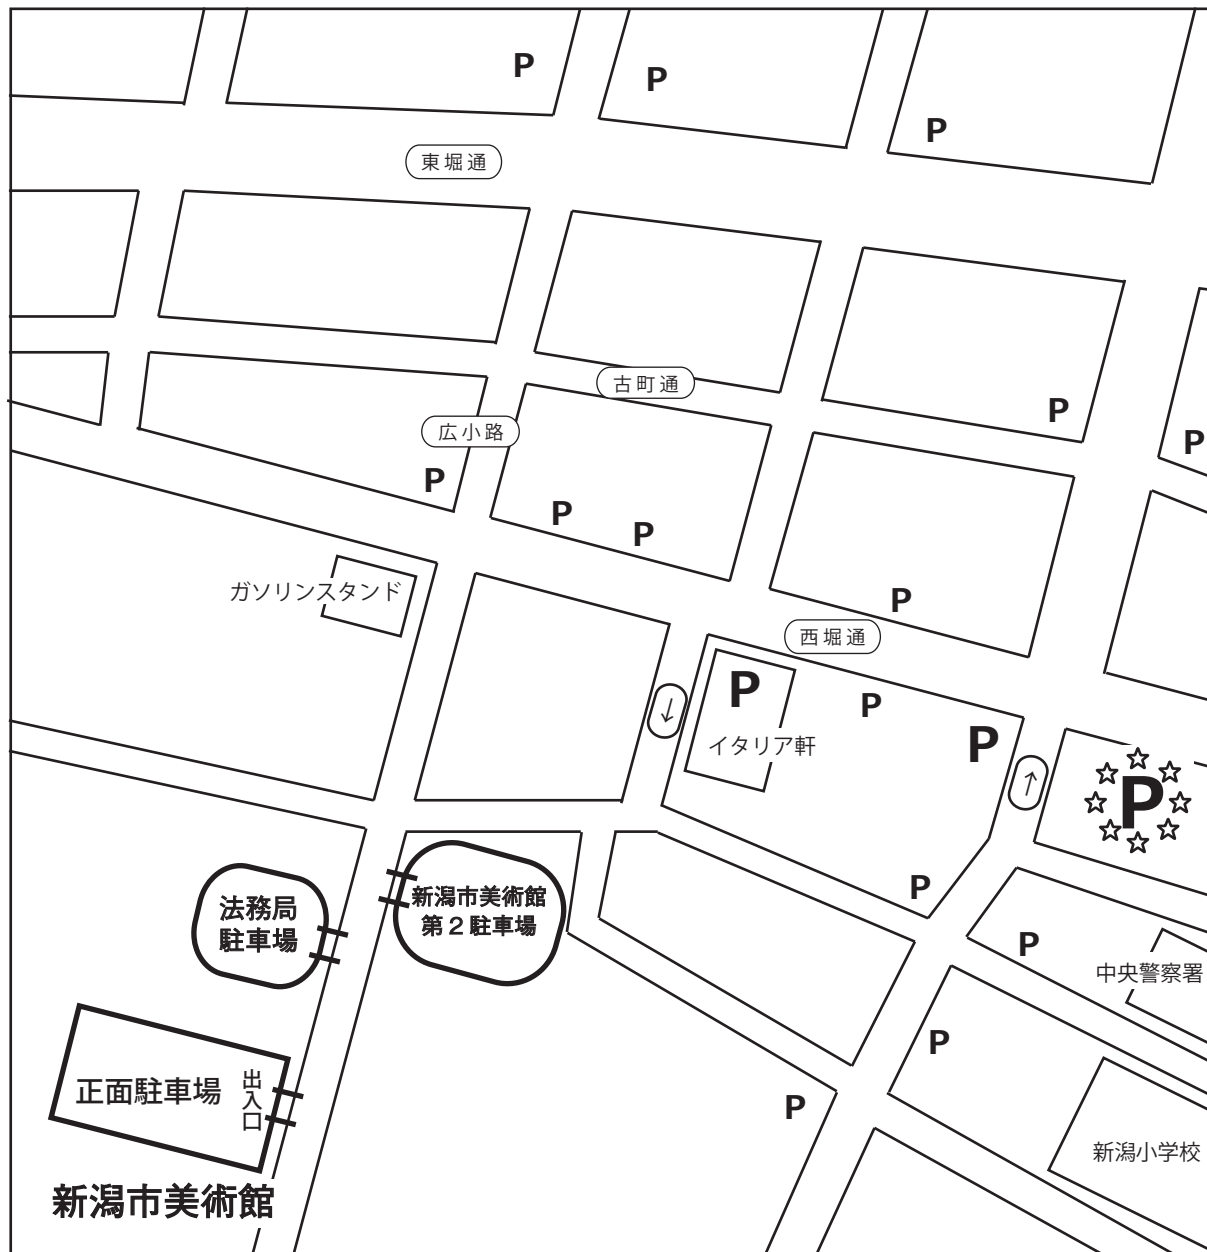 P
P
P
東堀通
古町通
P
広小路
P
P
P
P
ガソリンスタンド
P
西堀通
P
P
↓
P
イタリア軒
↑
P
P
法務局
駐車場
新潟市美術館
第2駐車場
P
中央警察署
P
正面駐車場
出入口
P
新潟小学校
新潟市美術館